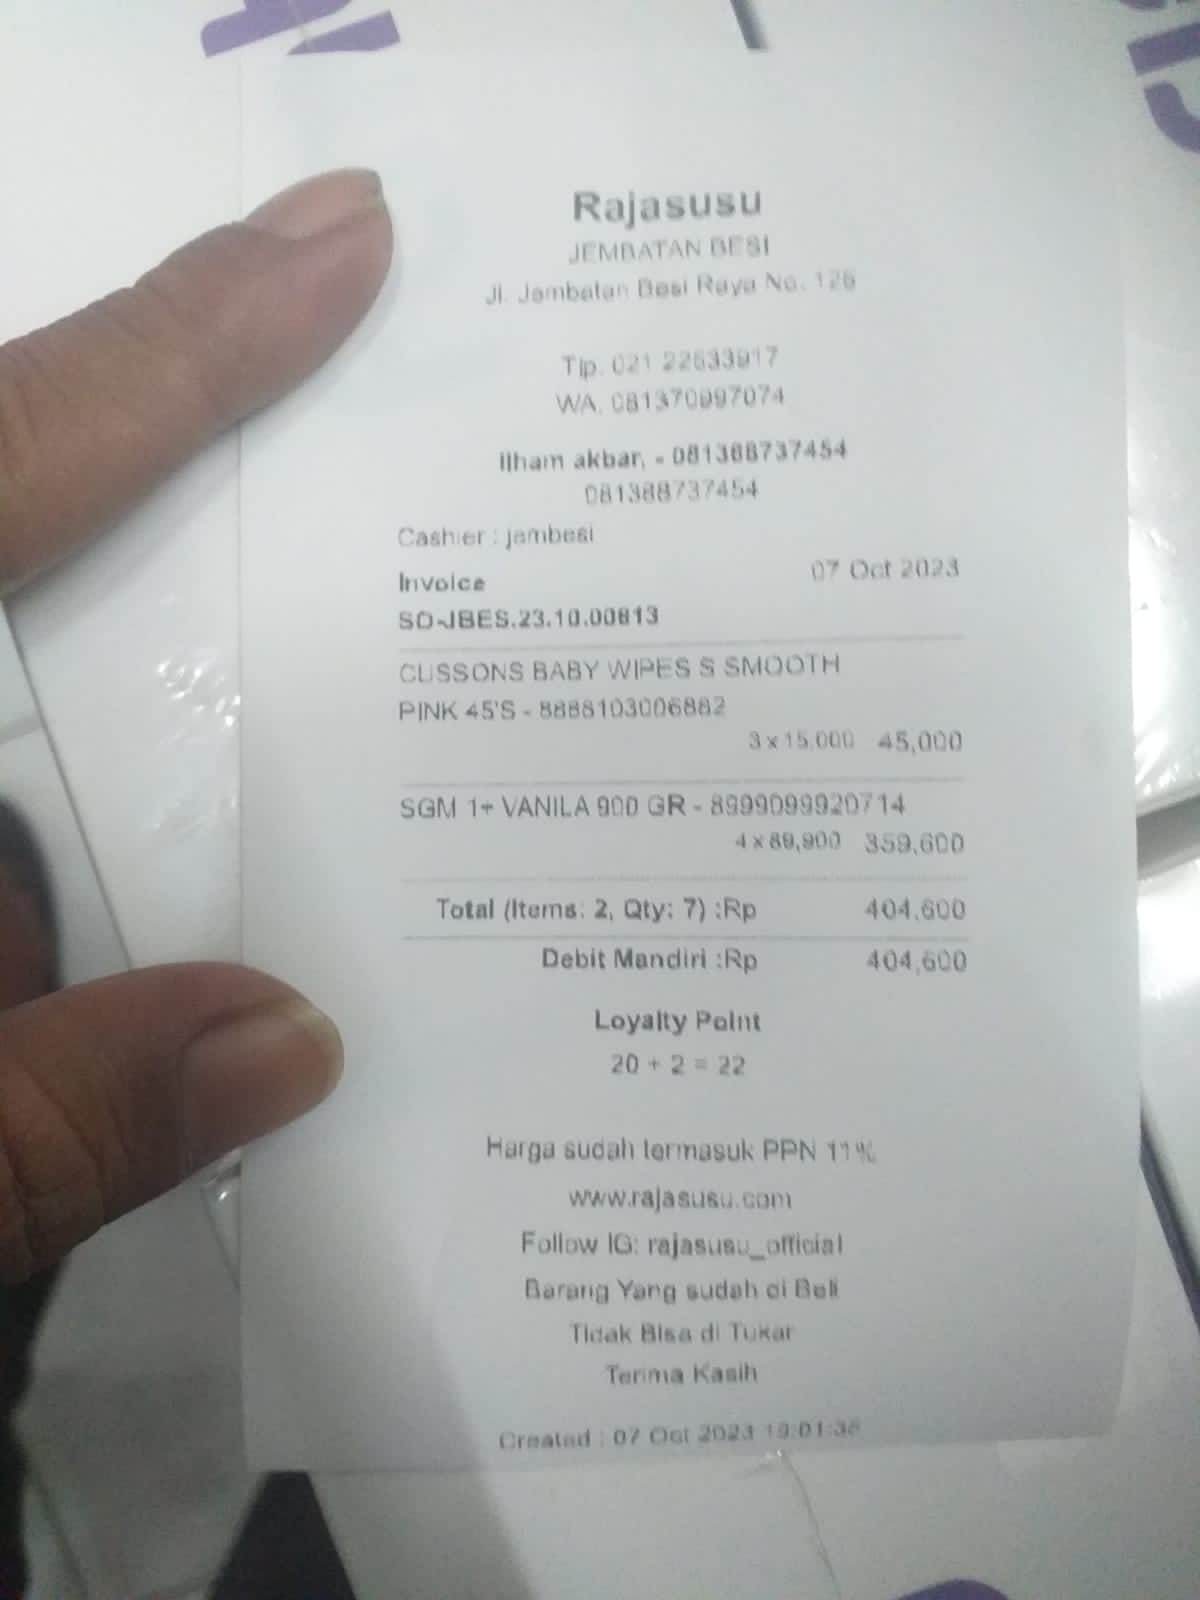 Rajasusu
JEMBATAN BESI
Jl. Jembatan Besi Raya No. 126
Tlp. 021 22633917
WA. 081370997074
Ilham akbar, - 081388737454
081388737454
Cashier : jembesi
Invoice 07 Oct 2023
SO-JBES.23.10.00813
CUSSONS BABY WIPES S SMOOTH
PINK 45'S - 8888103006882
3 x 15,000 45,000
SGM 1+ VANILA 900 GR - 8999099920714
4 x 89,900 359,600
Total (Items: 2, Qty: 7) :Rp 404,600
Debit Mandiri :Rp 404,600
Loyalty Point
20 + 2 = 22
Harga sudah termasuk PPN 11%
www.rajasusu.com
Follow IG: rajasusu_official
Barang Yang sudah di Beli
Tidak Bisa di Tukar
Terima Kasih
Created : 07 Oct 2023